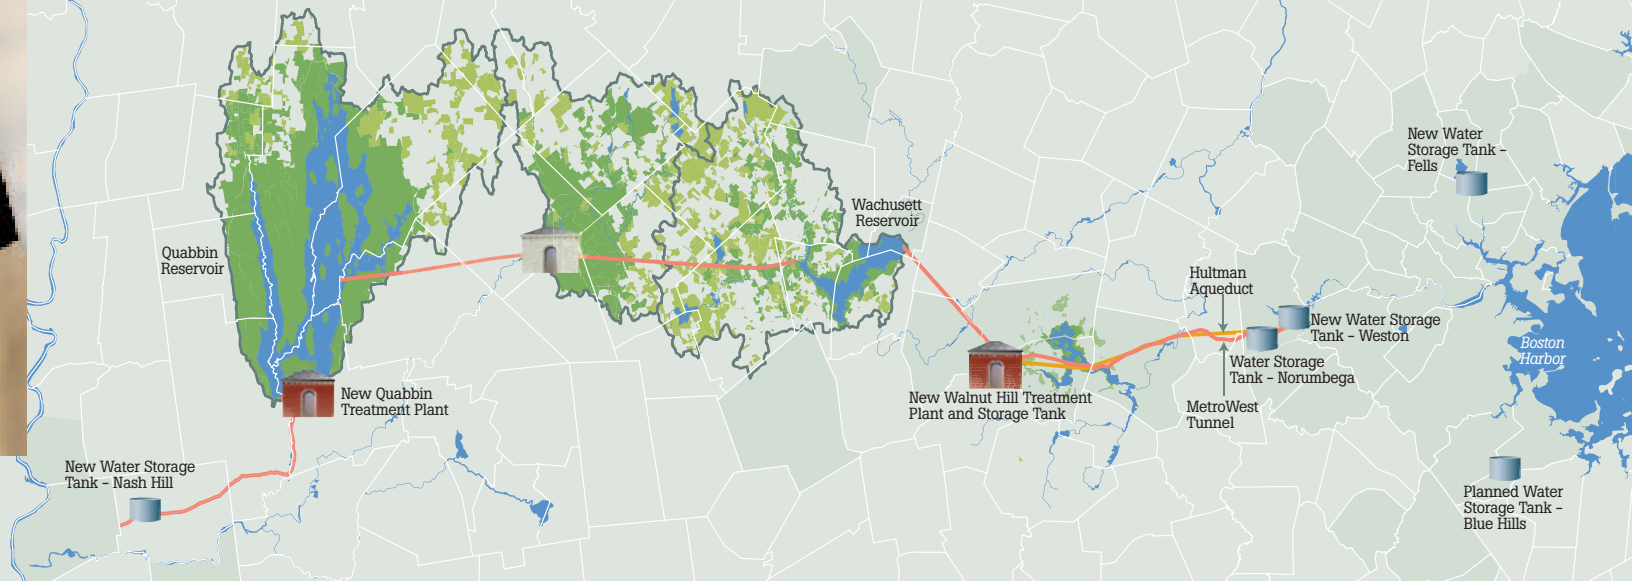 New Water
Storage Tank –
Fells
Wachusett
Reservoir
Quabbin
Reservoir
Hultman
Aqueduct
New Water Storage
Tank – Weston
Boston
Harbor
Water Storage
Tank – Norumbega
New Quabbin
Treatment Plant
New Walnut Hill Treatment
Plant and Storage Tank
MetroWest
Tunnel
New Water Storage
Tank – Nash Hill
Planned Water
Storage Tank –
Blue Hills